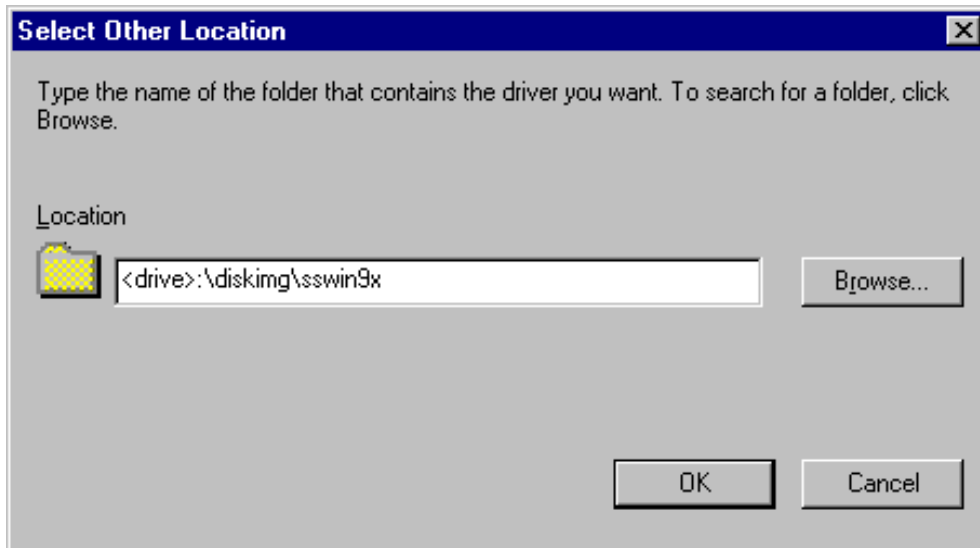 Select Other Location
Type the name of the folder that contains the driver you want. To search for a folder, click
Browse.
Location
<drive>:\diskimg\sswin9x
Browse...
OK
Cancel